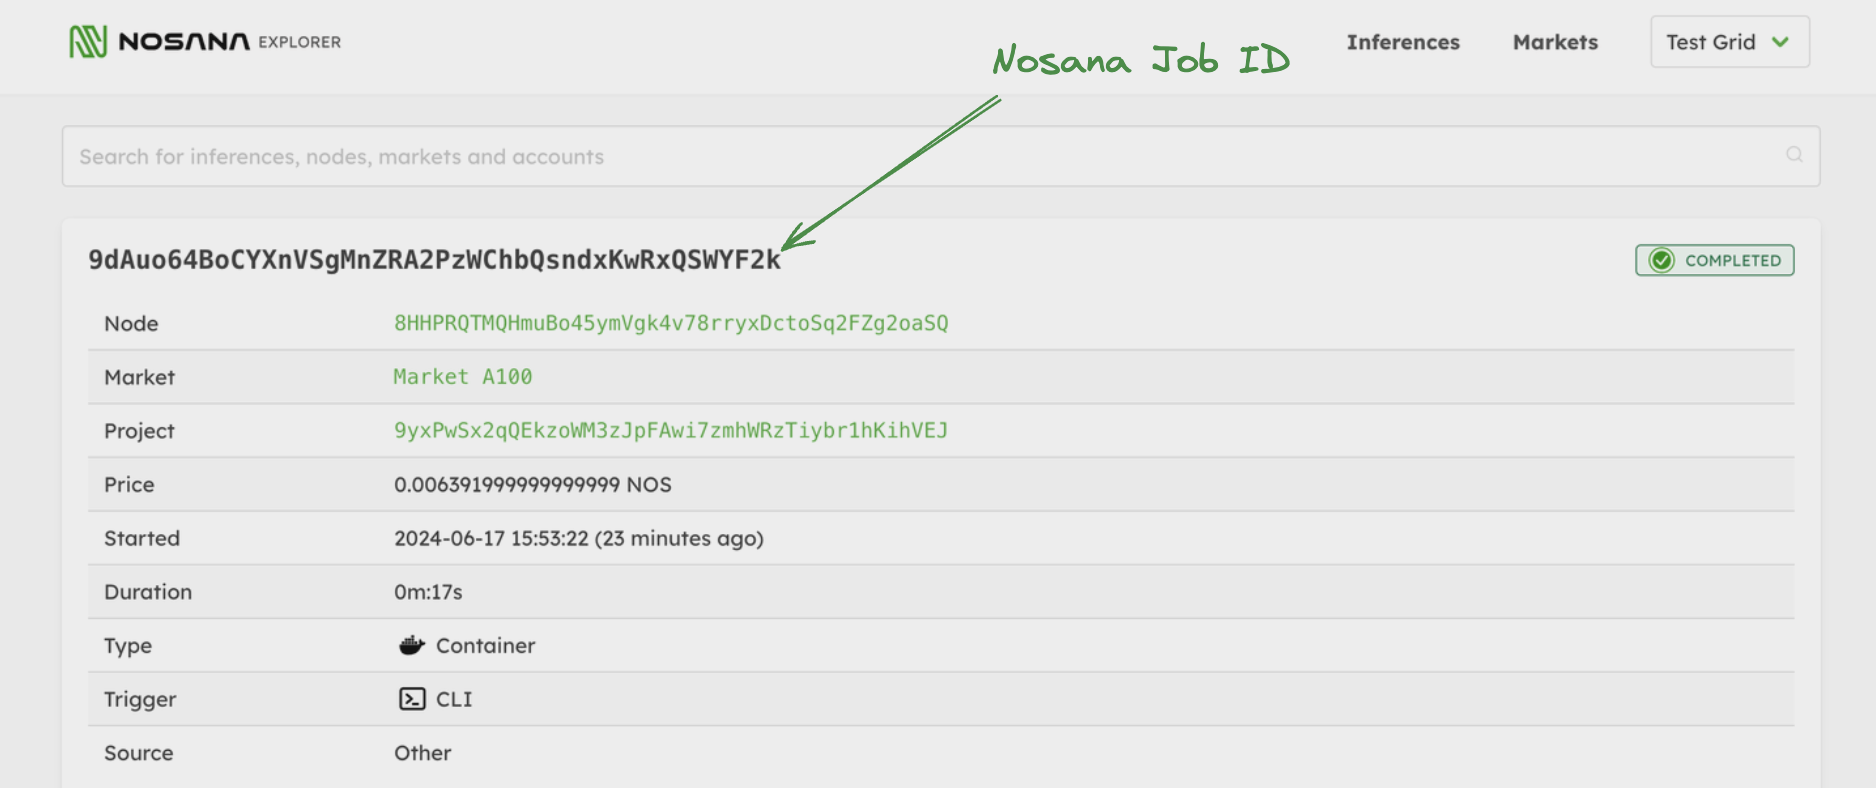 NOSANA EXPLORER
Nosana Job ID
Inferences
Markets
Test Grid
Search for inferences, nodes, markets and accounts
9dAuo64BoCYXnVSgMnZRA2PzWChbQsndxKwRxQSWYF2k
COMPLETED
Node 8HHPRQTMQHmuBo45ymVgk4v78rryxDctoSq2FZg2oaSQ
Market Market A100
Project 9yxPwSx2qQEkzoWM3zJpFAwi7zmhWRzTiybr1hKihVEJ
Price 0.006391999999999999 NOS
Started 2024-06-17 15:53:22 (23 minutes ago)
Duration 0m:17s
Type Container
Trigger CLI
Source Other